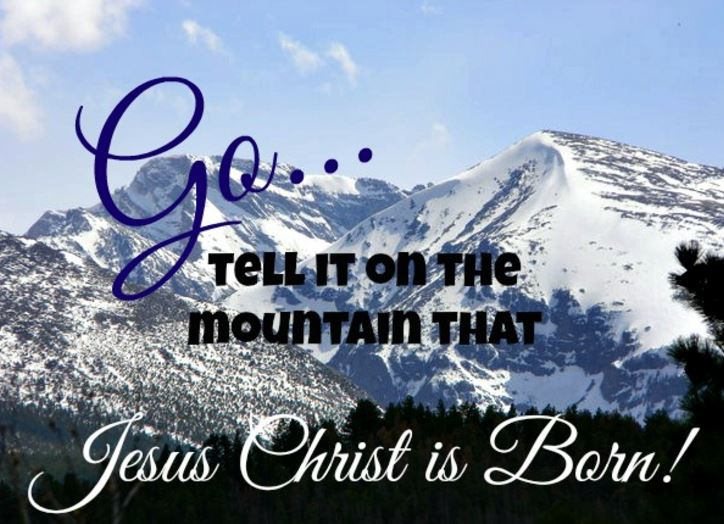 Go...
Tell it on the
mountain that
Jesus Christ is Born!